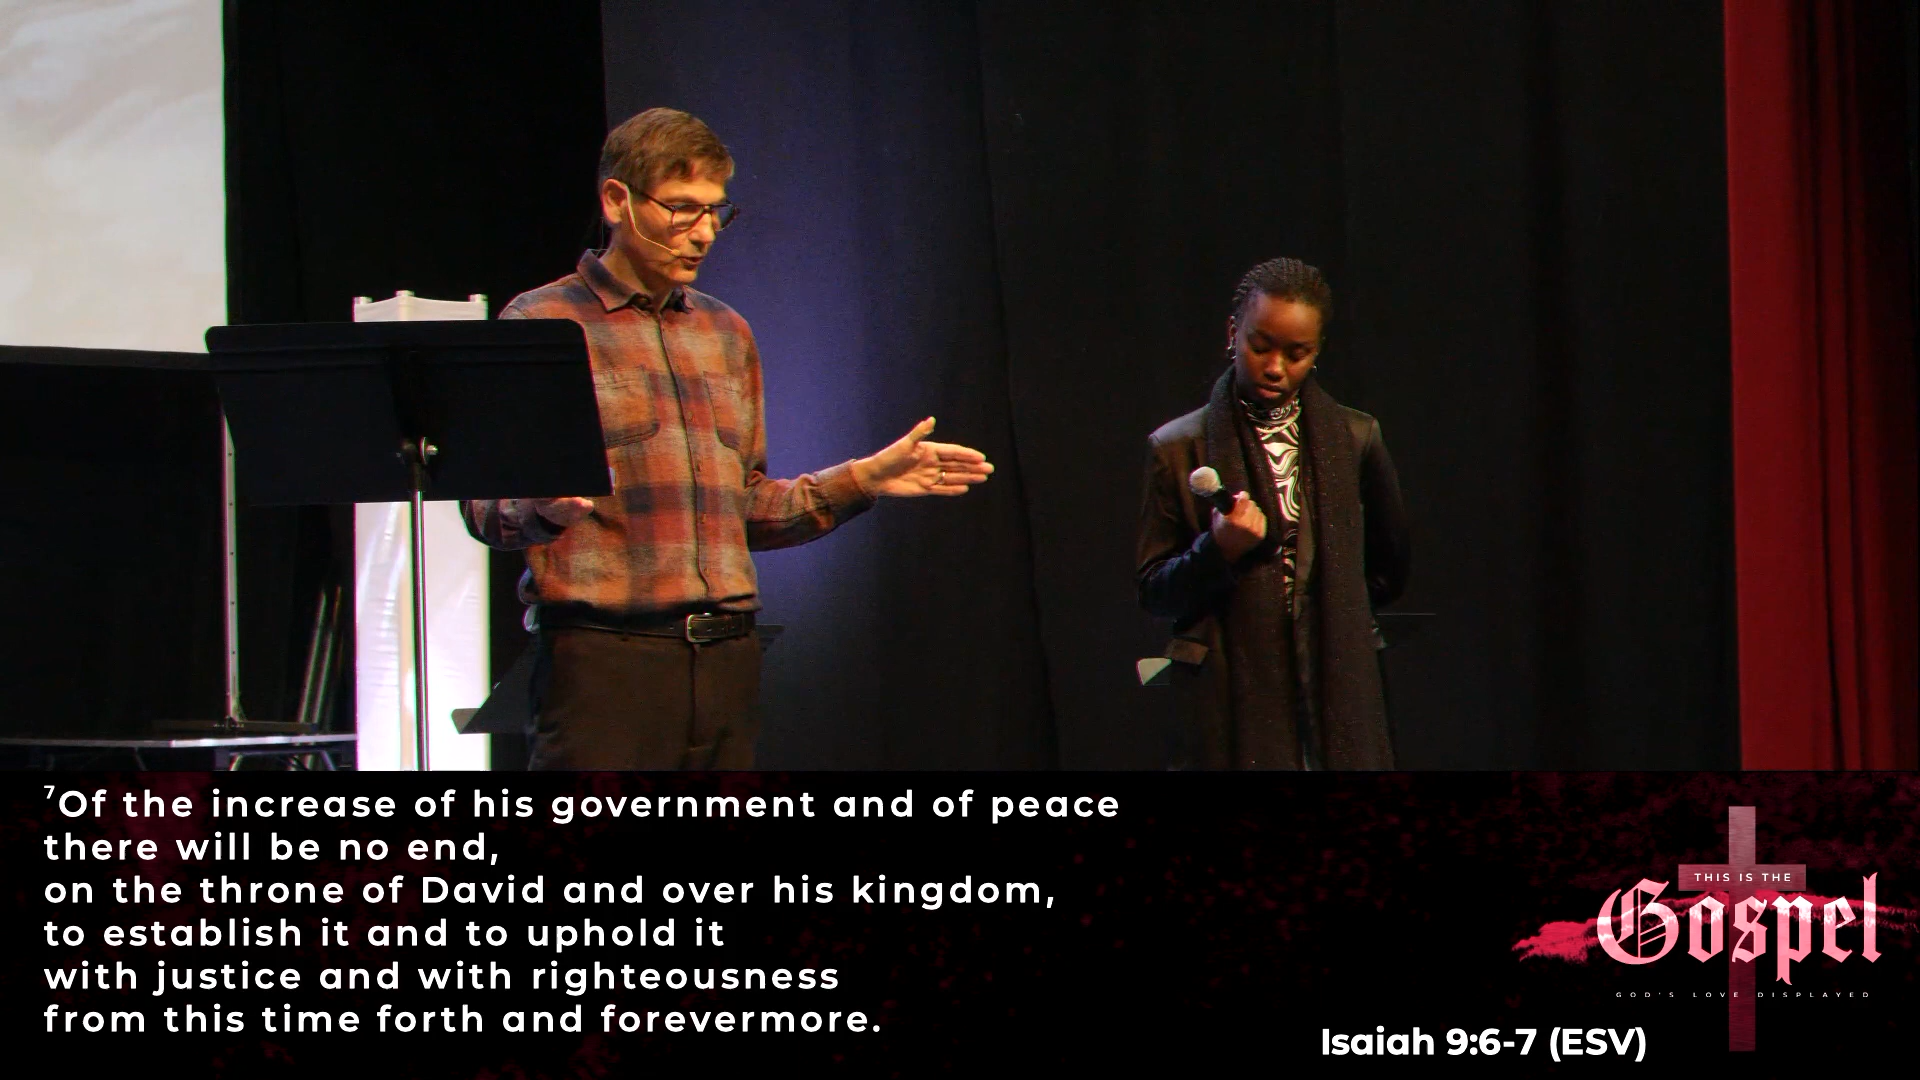 ⁷Of the increase of his government and of peace
there will be no end,
on the throne of David and over his kingdom,
to establish it and to uphold it
with justice and with righteousness
from this time forth and forevermore.
THIS IS THE
Gospel
GOD'S LOVE DISPLAYED
Isaiah 9:6-7 (ESV)